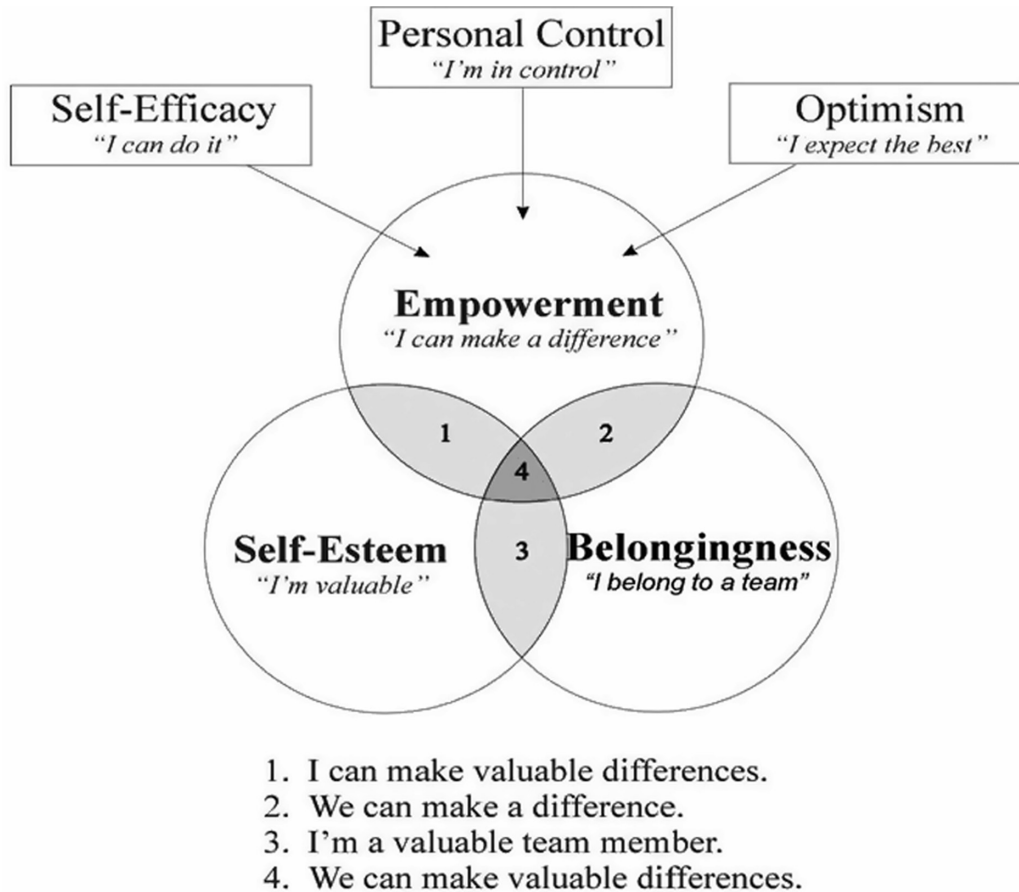 Personal Control
"I'm in control"
Self-Efficacy
"I can do it"
Optimism
"I expect the best"
Empowerment
"I can make a difference"
1
2
4
Self-Esteem
"I'm valuable"
3
Belongingness
"I belong to a team"
1. I can make valuable differences.
2. We can make a difference.
3. I'm a valuable team member.
4. We can make valuable differences.